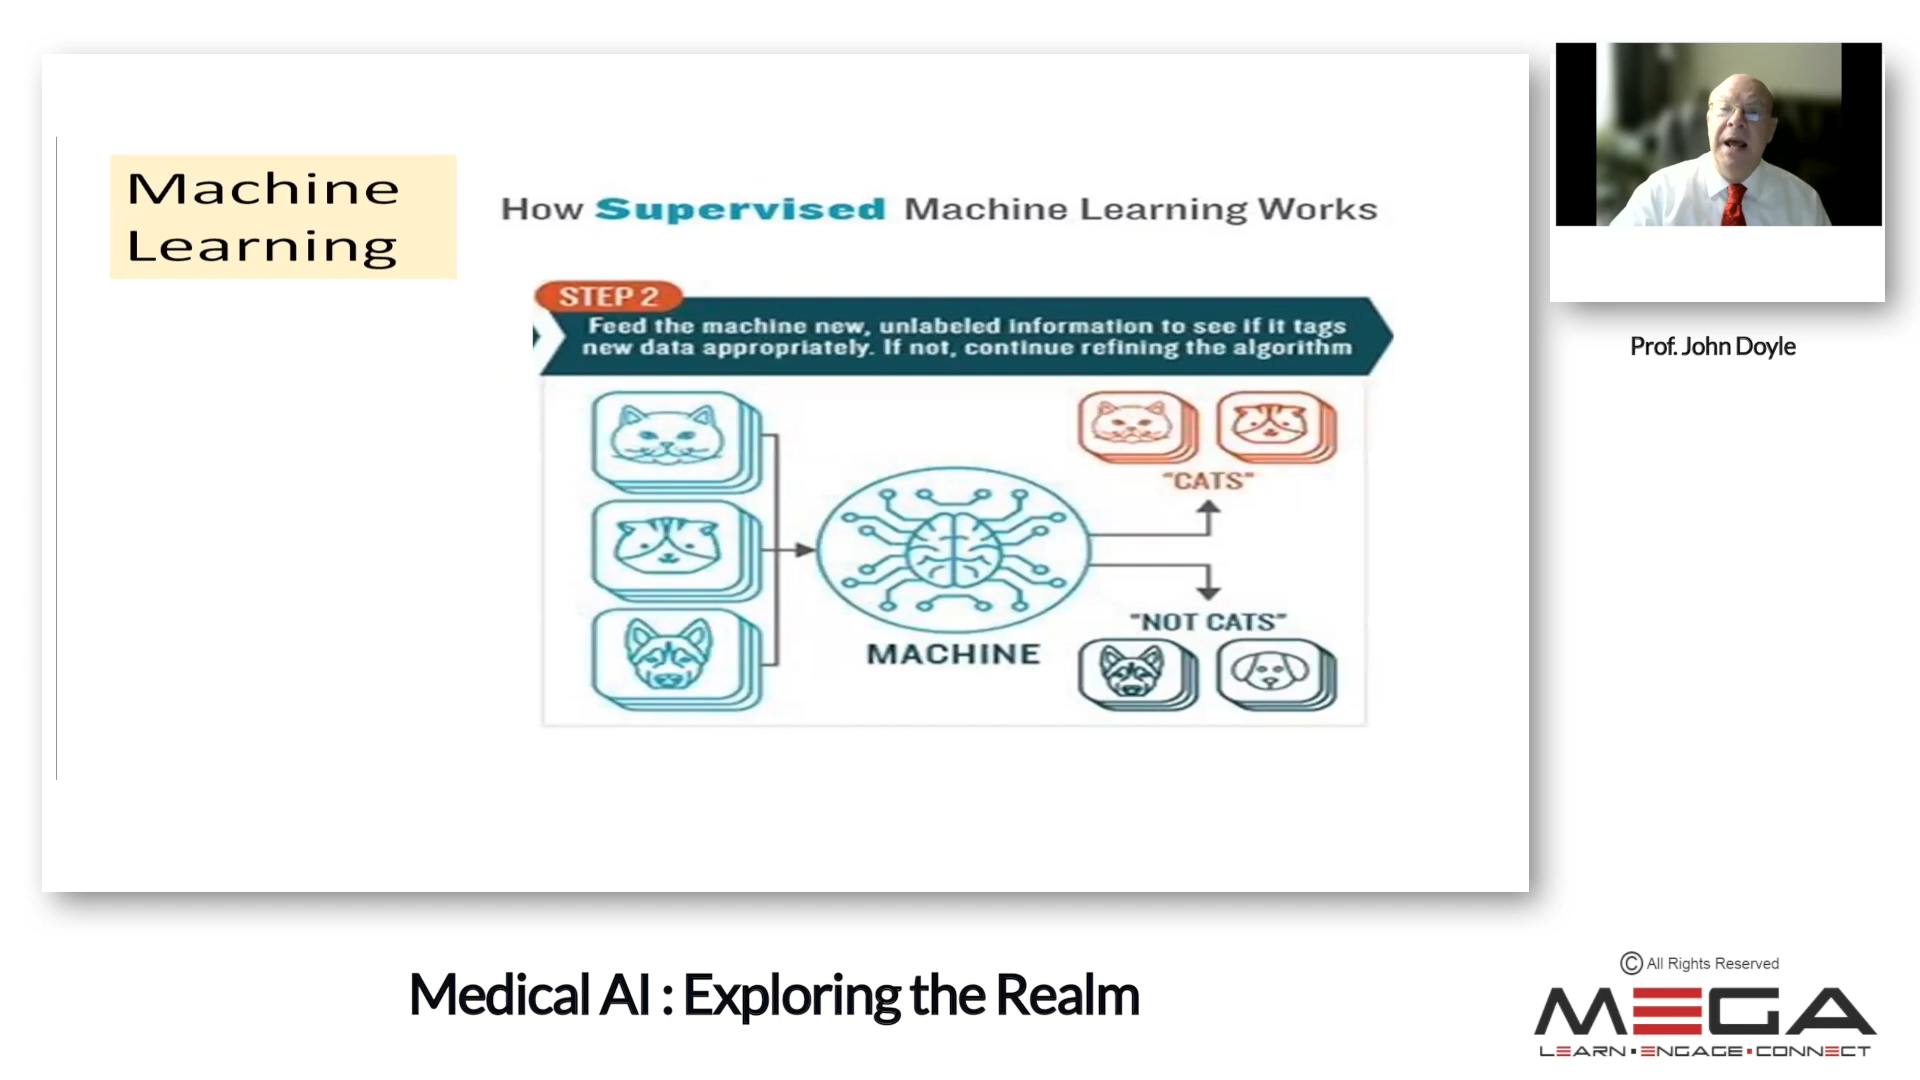 Machine
Learning
How Supervised Machine Learning Works
STEP 2
Feed the machine new, unlabeled information to see if it tags
new data appropriately. If not, continue refining the algorithm
"CATS"
MACHINE
"NOT CATS"
Prof. John Doyle
Medical AI : Exploring the Realm
© All Rights Reserved
MEGA
LEARN ▪ ENGAGE ▪ CONNECT